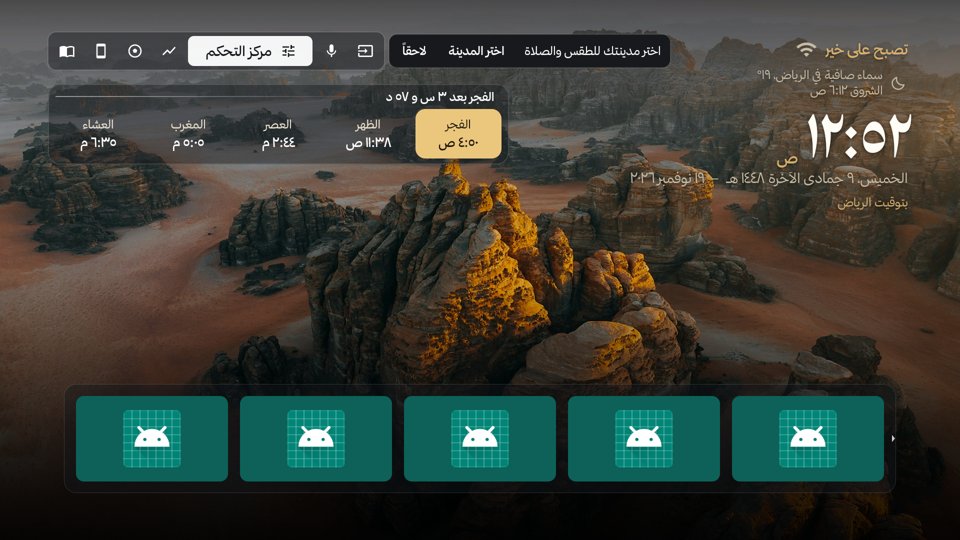 تصبح على خير
سماء صافية في الرياض، ١٩°
الشروق ٦:١٢ ص
١٢:٥٢ ص
الخميس، ٩ جمادى الآخرة ١٤٤٨ هـ — ١٩ نوفمبر ٢٠٢٦
بتوقيت الرياض
اختر مدينتك للطقس والصلاة اختر المدينة لاحقاً
مركز التحكم
الفجر بعد ٣ س و ٥٧ د
الفجر الظهر العصر المغرب العشاء
٤:٥٠ ص ١١:٣٨ ص ٢:٤٤ م ٥:٠٥ م ٦:٣٥ م